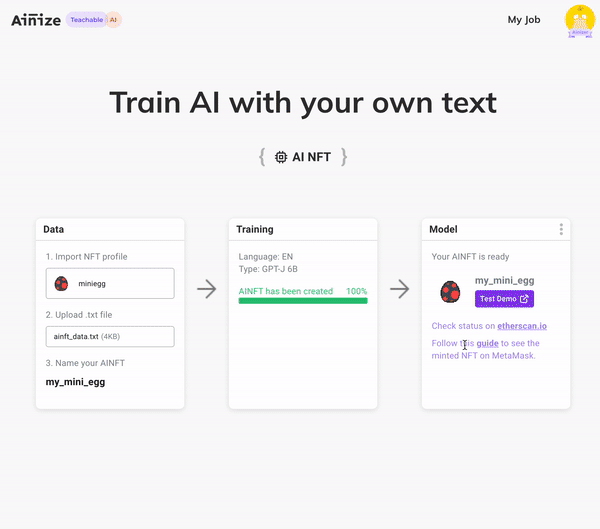 Ainize Teachable AI
My Job
Train AI with your own text
{ AI NFT }
Data
1. Import NFT profile
miniegg
2. Upload .txt file
ainft_data.txt (4KB)
3. Name your AINFT
my_mini_egg
Training
Language: EN
Type: GPT-J 6B
AINFT has been created 100%
Model
Your AINFT is ready
my_mini_egg
Test Demo
Check status on etherscan.io
Follow this guide to see the
minted NFT on MetaMask.